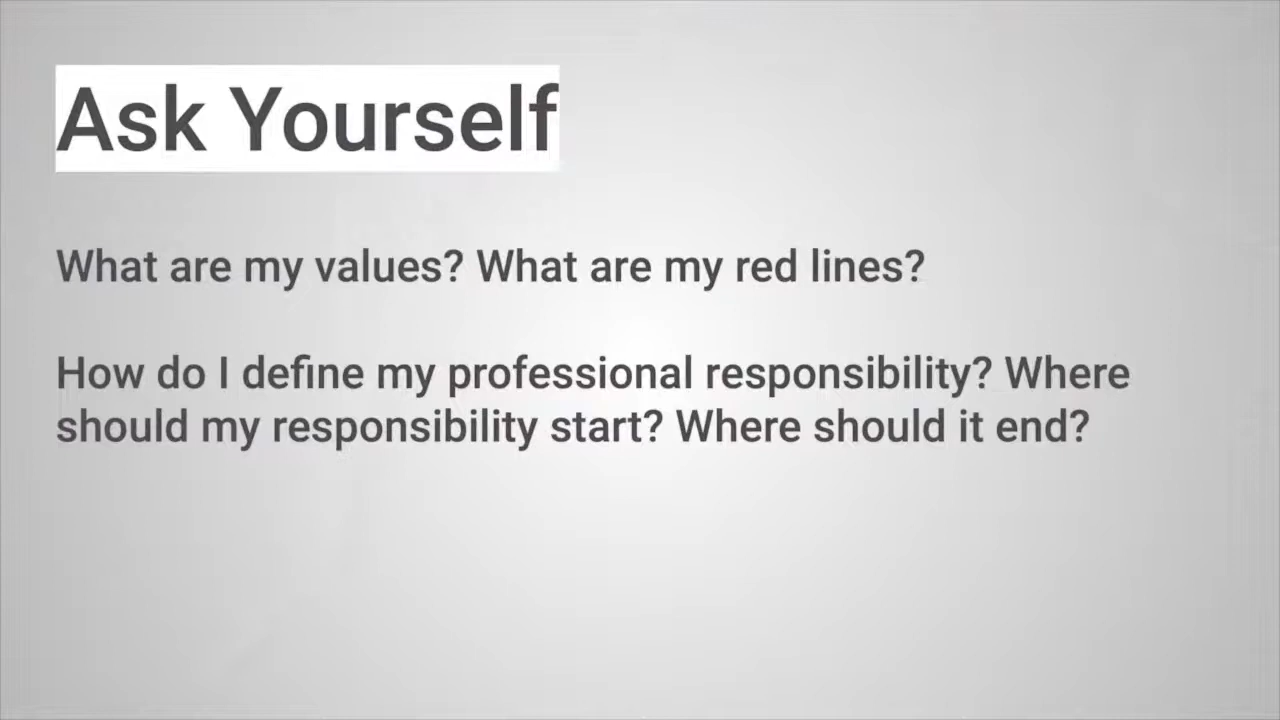 Ask Yourself
What are my values? What are my red lines?
How do I define my professional responsibility? Where
should my responsibility start? Where should it end?